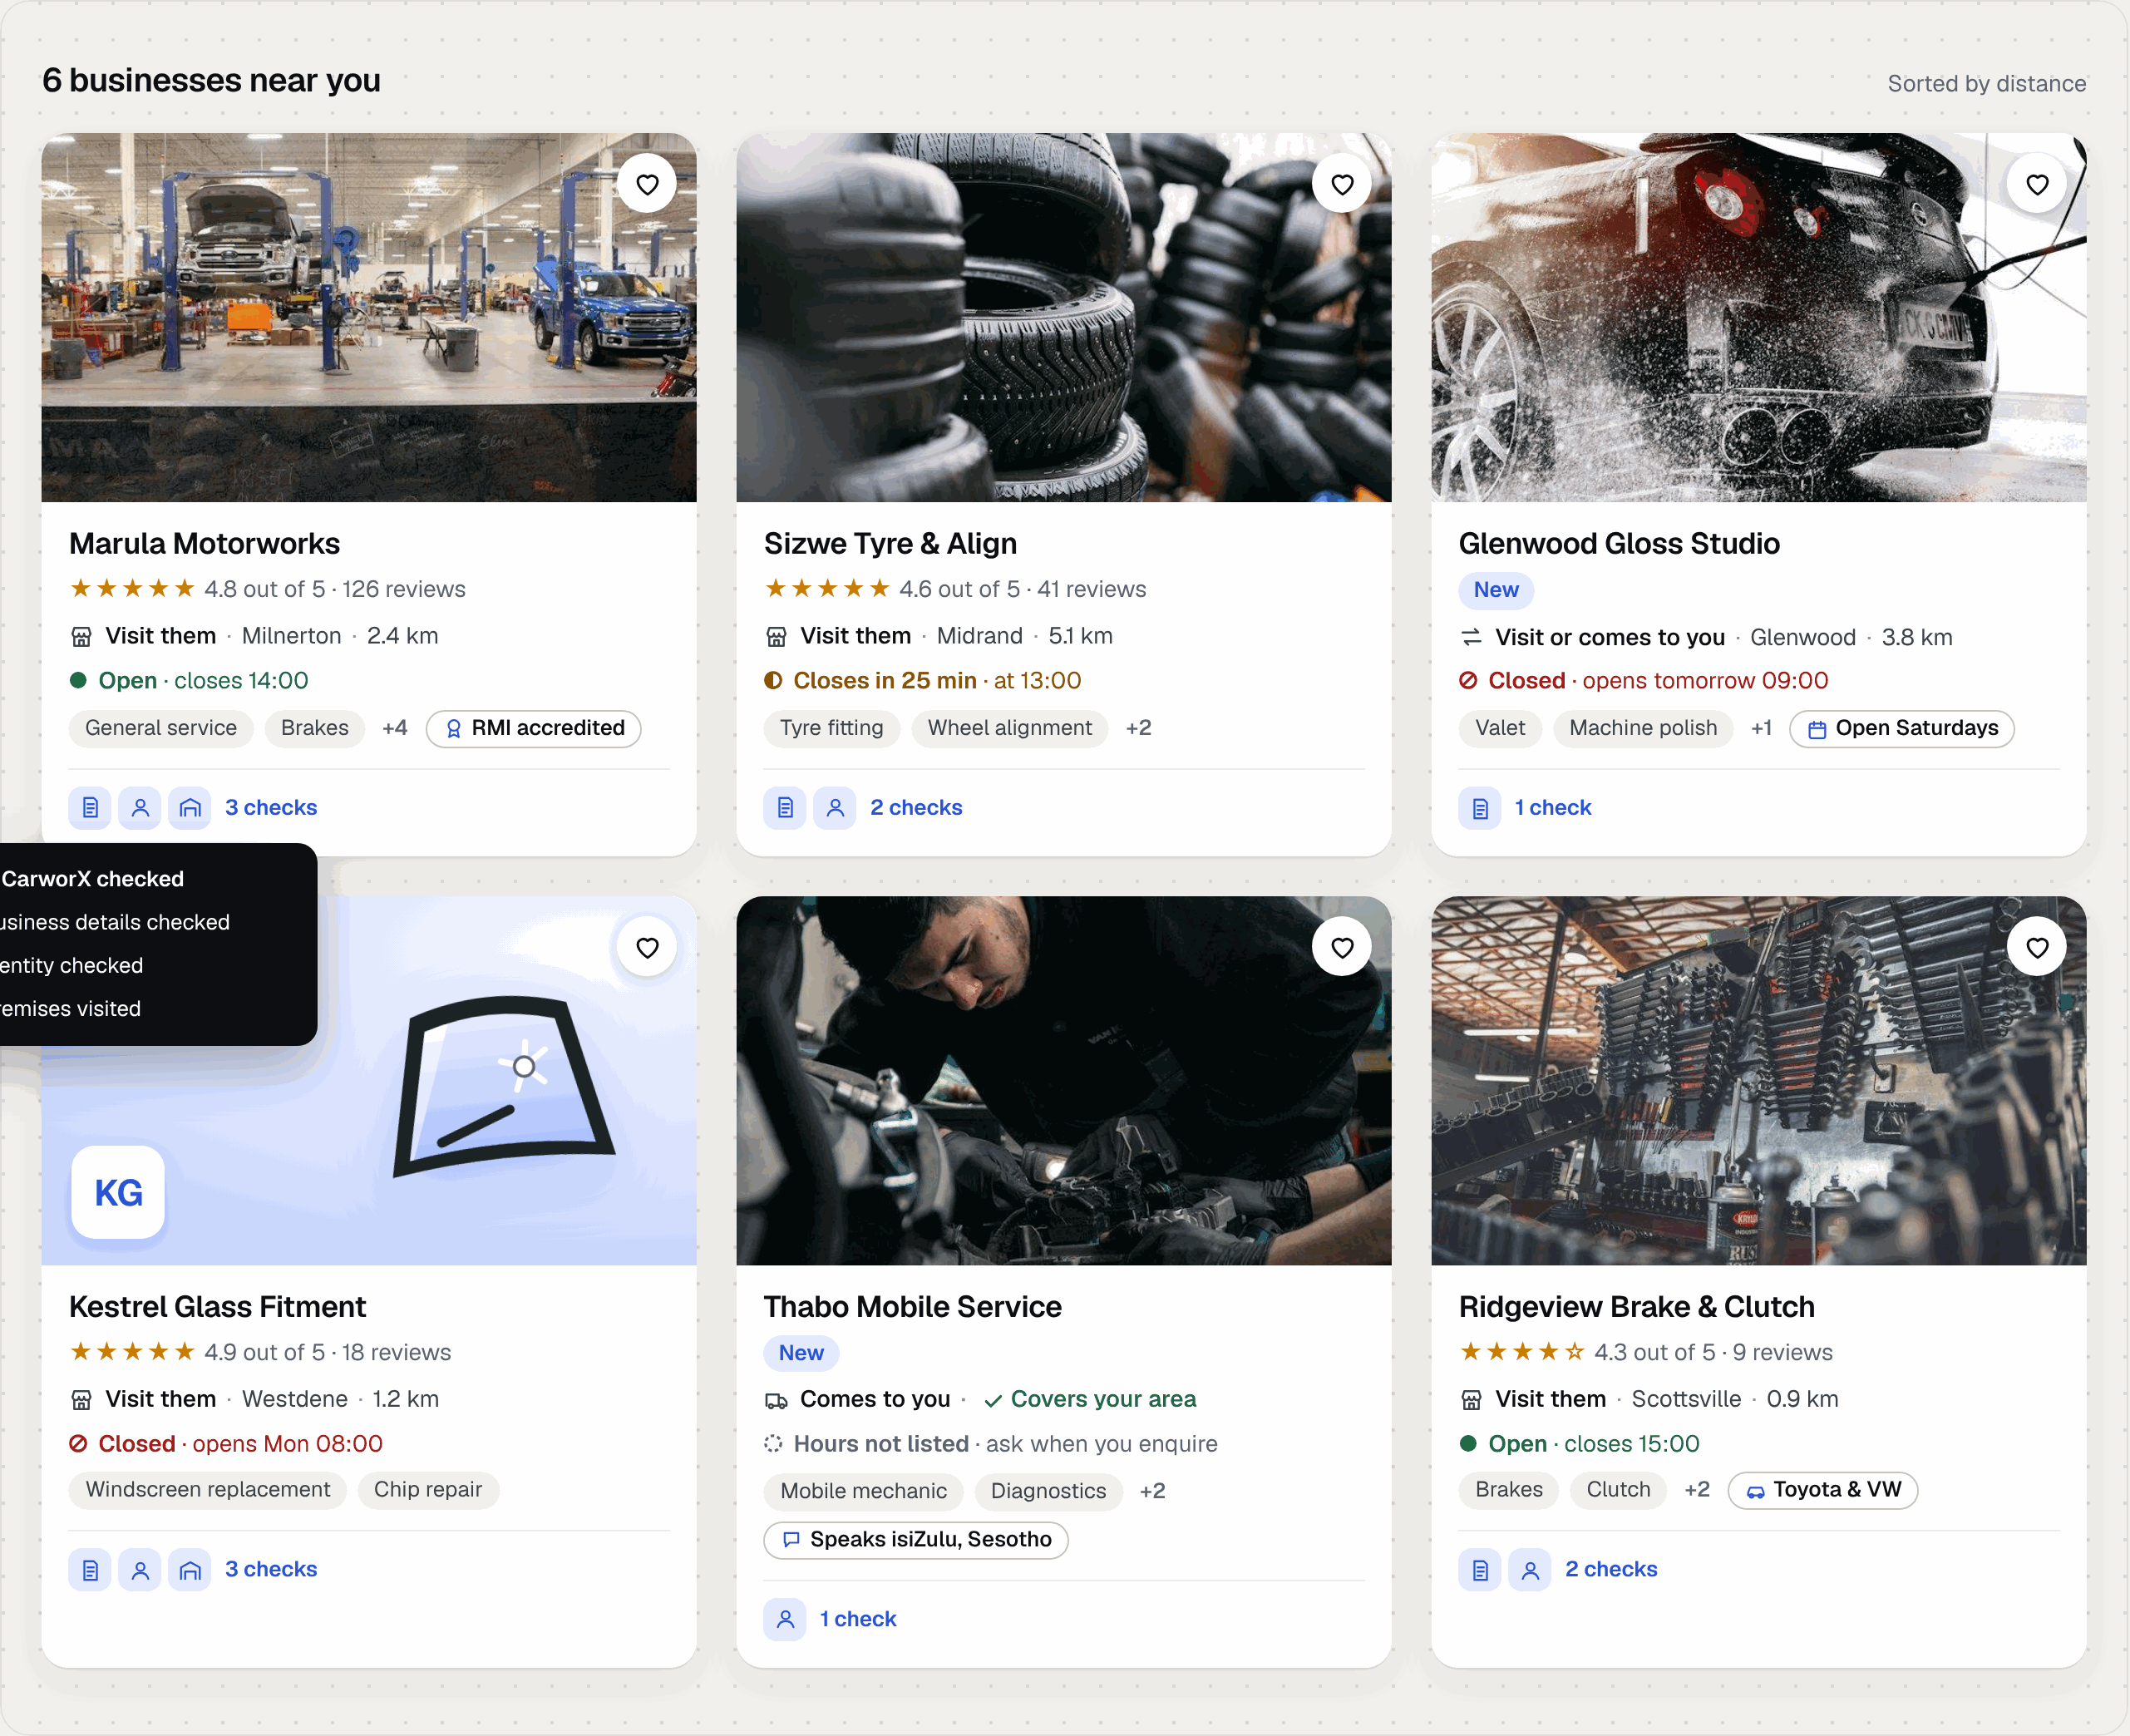 6 businesses near you
Sorted by distance
Marula Motorworks
★★★★★ 4.8 out of 5 · 126 reviews
Visit them · Milnerton · 2.4 km
Open · closes 14:00
General service Brakes +4 RMI accredited
3 checks
Sizwe Tyre & Align
★★★★★ 4.6 out of 5 · 41 reviews
Visit them · Midrand · 5.1 km
Closes in 25 min · at 13:00
Tyre fitting Wheel alignment +2
2 checks
Glenwood Gloss Studio
New
Visit or comes to you · Glenwood · 3.8 km
Closed · opens tomorrow 09:00
Valet Machine polish +1 Open Saturdays
1 check
CarworX checked
usiness details checked
entity checked
remises visited
KG
Kestrel Glass Fitment
★★★★★ 4.9 out of 5 · 18 reviews
Visit them · Westdene · 1.2 km
Closed · opens Mon 08:00
Windscreen replacement Chip repair
3 checks
Thabo Mobile Service
New
Comes to you · Covers your area
Hours not listed · ask when you enquire
Mobile mechanic Diagnostics +2
Speaks isiZulu, Sesotho
1 check
KRYLON
RUS
Ridgeview Brake & Clutch
★★★★☆ 4.3 out of 5 · 9 reviews
Visit them · Scottsville · 0.9 km
Open · closes 15:00
Brakes Clutch +2 Toyota & VW
2 checks